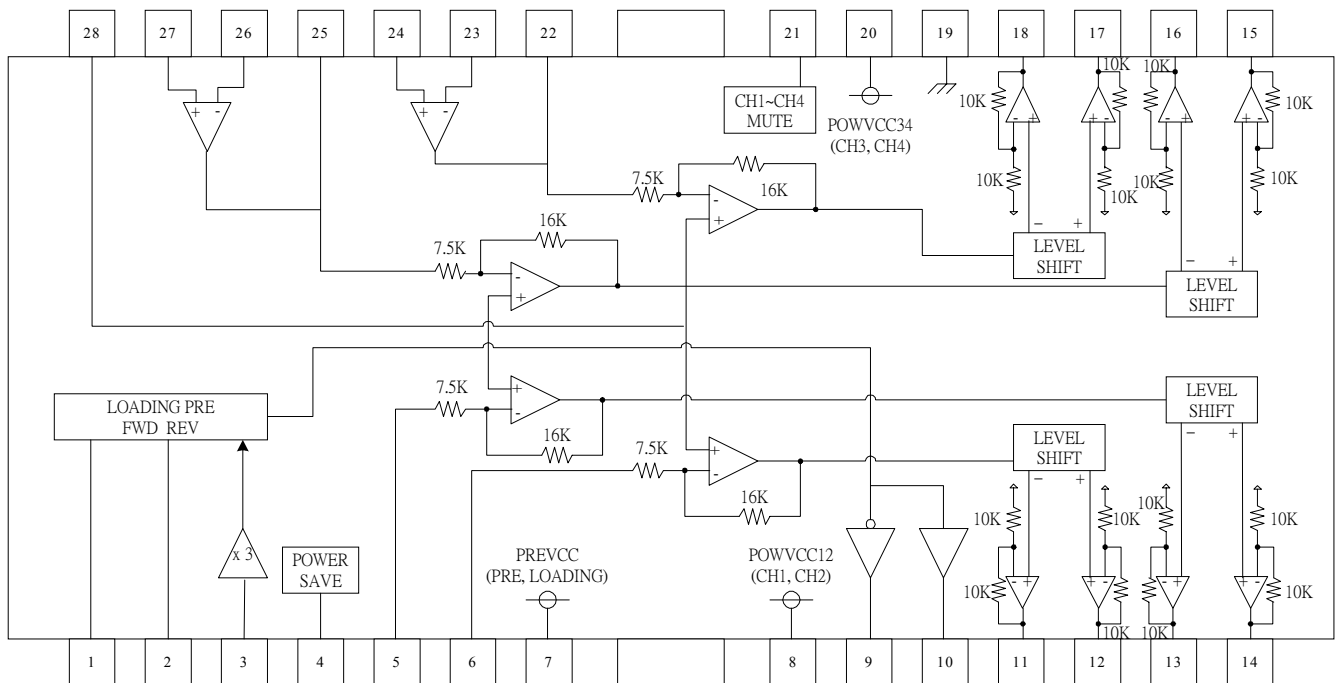 28 27 26 25 24 23 22 21 20 19 18 17 16 15
+ - + -
CH1~CH4
MUTE
POWVCC34
(CH3, CH4)
10K 10K
10K 10K 10K 10K
- + + - - + + -
10K 10K 10K 10K
7.5K
16K
-
+
- +
LEVEL
SHIFT
16K
7.5K
-
+
- +
LEVEL
SHIFT
LOADING PRE
FWD REV
7.5K
+
-
16K
LEVEL
SHIFT
- +
7.5K
+
-
16K
LEVEL
SHIFT
- +
x 3
POWER
SAVE
PREVCC
(PRE, LOADING)
POWVCC12
(CH1, CH2)
10K 10K 10K 10K
- + + - - + + -
10K 10K 10K 10K
10K 10K
1 2 3 4 5 6 7 8 9 10 11 12 13 14